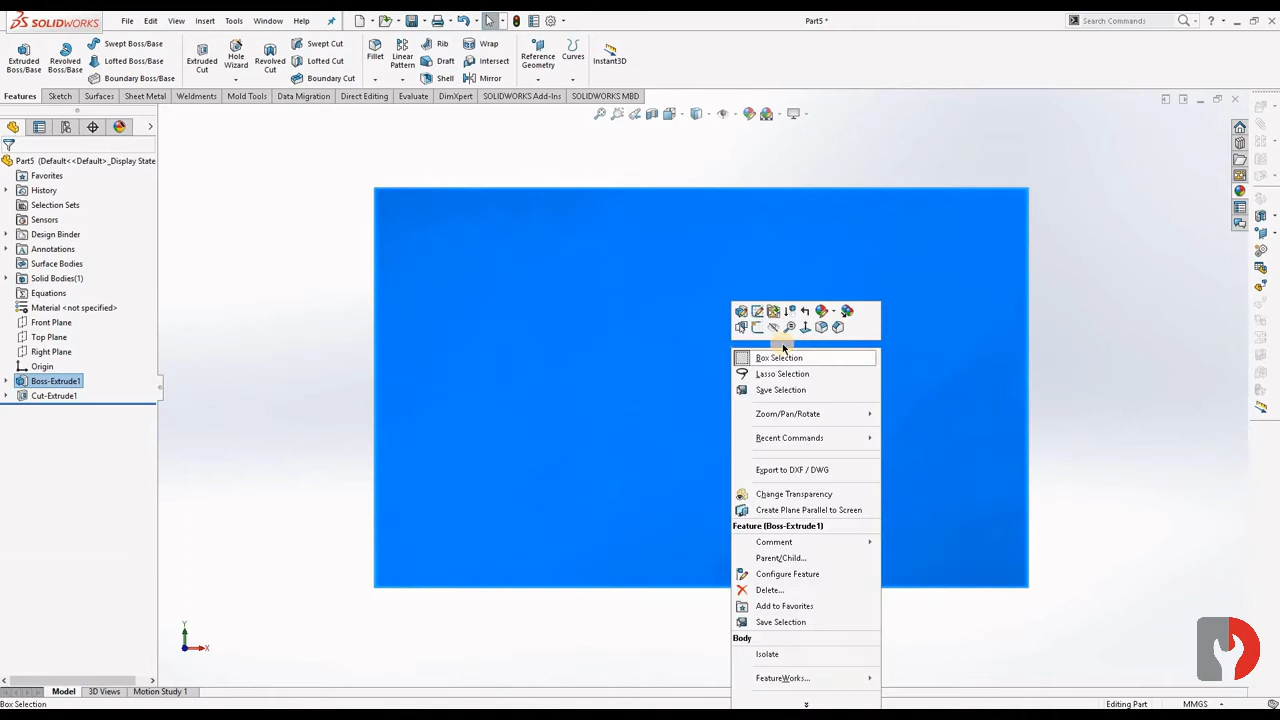 SOLIDWORKS File Edit View Insert Tools Window Help Part5 * Search Commands ?
Extruded Boss/Base
Revolved Boss/Base
Swept Boss/Base
Lofted Boss/Base
Boundary Boss/Base
Extruded Cut
Hole Wizard
Revolved Cut
Swept Cut
Lofted Cut
Boundary Cut
Fillet
Linear Pattern
Rib
Draft
Shell
Wrap
Intersect
Mirror
Reference Geometry
Curves
Instant3D
Features Sketch Surfaces Sheet Metal Weldments Mold Tools Data Migration Direct Editing Evaluate DimXpert SOLIDWORKS Add-Ins SOLIDWORKS MBD
Part5 (Default<<Default>_Display State
Favorites
History
Selection Sets
Sensors
Design Binder
Annotations
Surface Bodies
Solid Bodies(1)
Equations
Material <not specified>
Front Plane
Top Plane
Right Plane
Origin
Boss-Extrude1
Cut-Extrude1
Box Selection
Lasso Selection
Save Selection
Zoom/Pan/Rotate
Recent Commands
Export to DXF / DWG
Change Transparency
Create Plane Parallel to Screen
Feature (Boss-Extrude1)
Comment
Parent/Child...
Configure Feature
Delete...
Add to Favorites
Save Selection
Body
Isolate
FeatureWorks...
Y
X
Model 3D Views Motion Study 1
Box Selection Editing Part MMGS